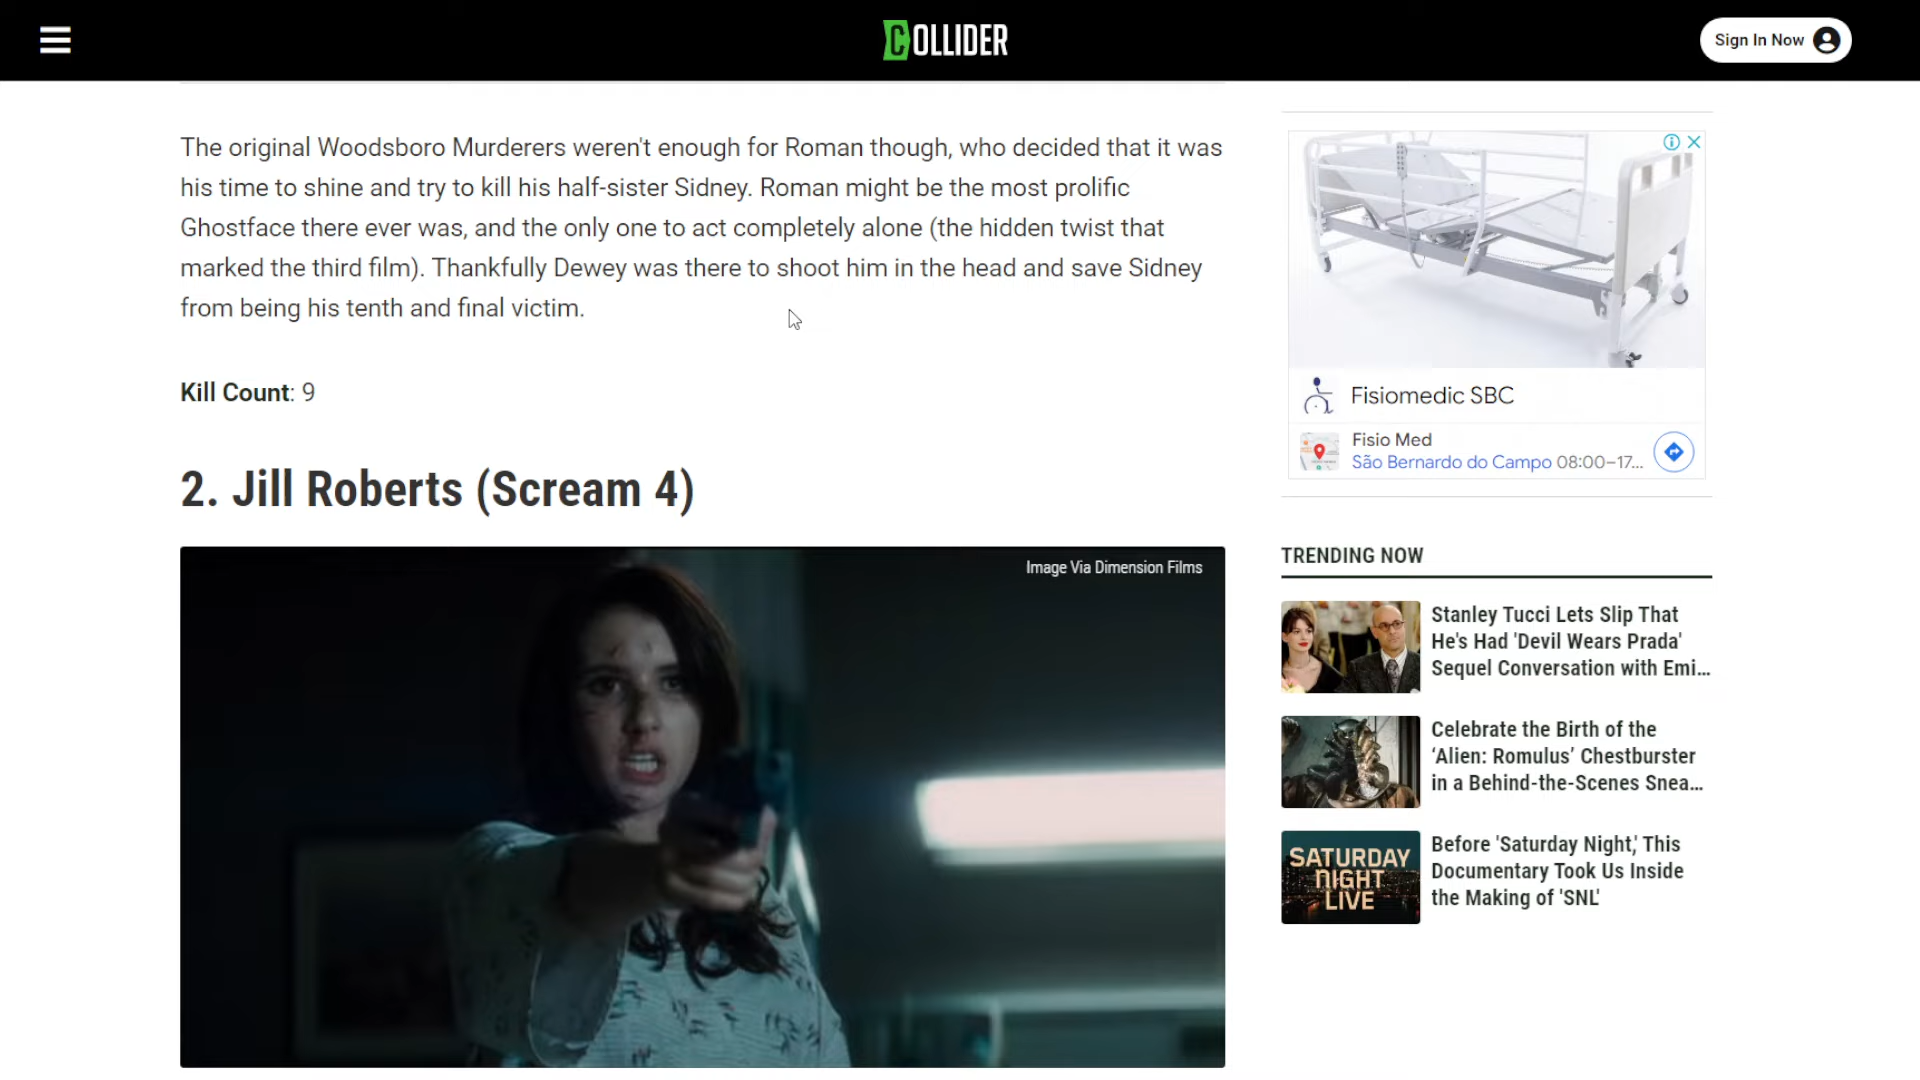 COLLIDER
Sign In Now
The original Woodsboro Murderers weren't enough for Roman though, who decided that it was
his time to shine and try to kill his half-sister Sidney. Roman might be the most prolific
Ghostface there ever was, and the only one to act completely alone (the hidden twist that
marked the third film). Thankfully Dewey was there to shoot him in the head and save Sidney
from being his tenth and final victim.
Kill Count: 9
2. Jill Roberts (Scream 4)
Image Via Dimension Films
Fisiomedic SBC
Fisio Med
São Bernardo do Campo 08:00–17...
TRENDING NOW
Stanley Tucci Lets Slip That
He's Had 'Devil Wears Prada'
Sequel Conversation with Emi...
Celebrate the Birth of the
‘Alien: Romulus’ Chestburster
in a Behind-the-Scenes Snea...
SATURDAY
NIGHT
LIVE
Before 'Saturday Night,' This
Documentary Took Us Inside
the Making of 'SNL'